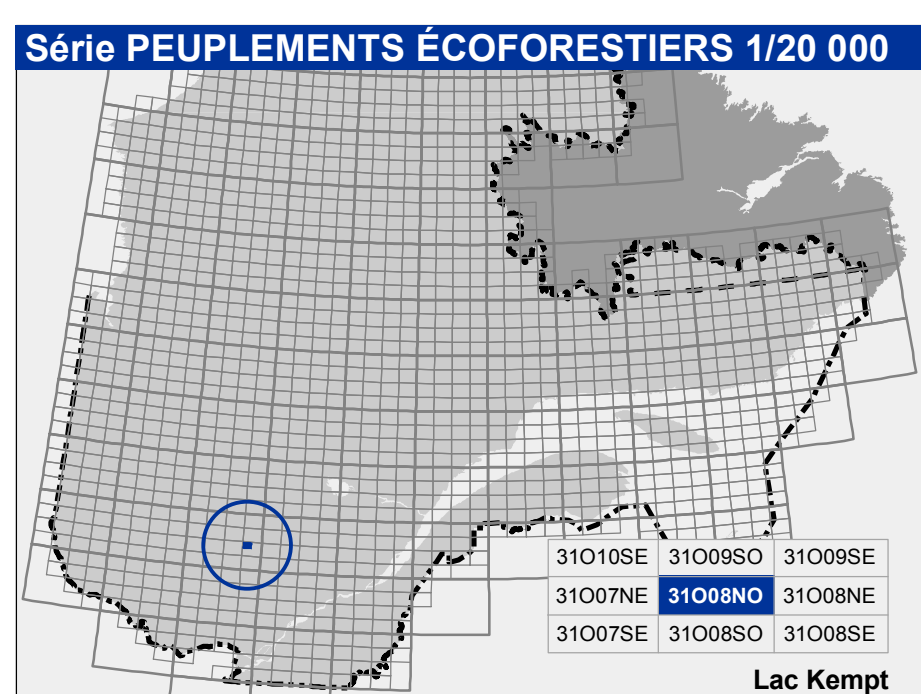 Série PEUPLEMENTS ÉCOFORESTIERS 1/20 000
31O10SE 31O09SO 31O09SE
31O07NE 31O08NO 31O08NE
31O07SE 31O08SO 31O08SE
Lac Kempt